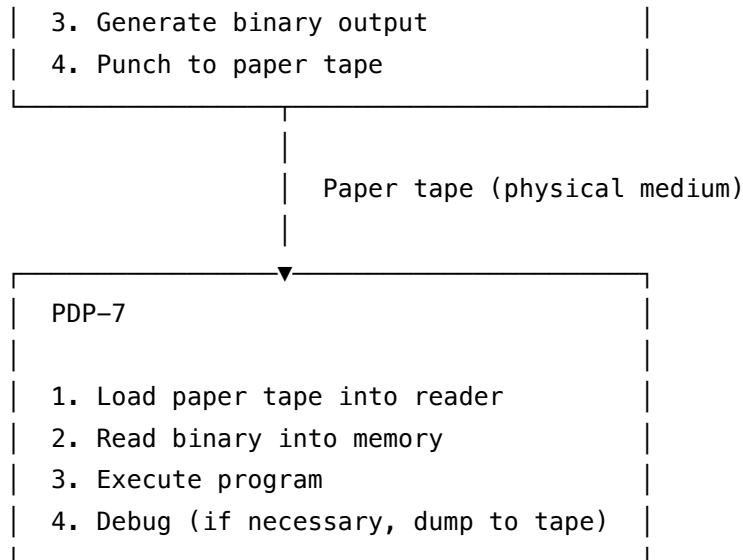 3. Generate binary output
4. Punch to paper tape
Paper tape (physical medium)
PDP-7
1. Load paper tape into reader
2. Read binary into memory
3. Execute program
4. Debug (if necessary, dump to tape)